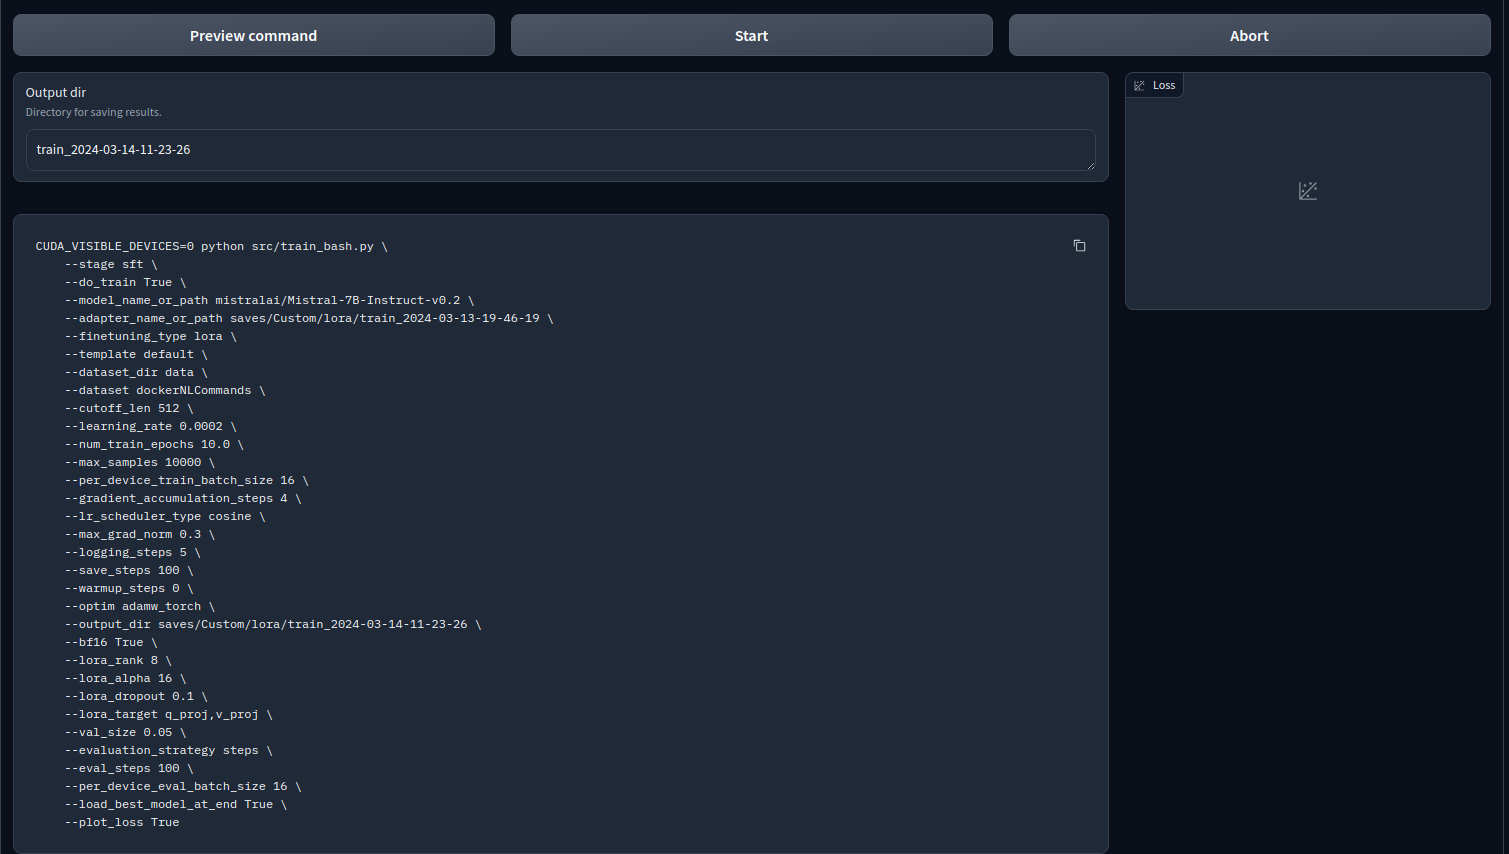 Preview command
Start
Abort
Output dir
Directory for saving results.
train_2024-03-14-11-23-26
Loss
CUDA_VISIBLE_DEVICES=0 python src/train_bash.py \
--stage sft \
--do_train True \
--model_name_or_path mistralai/Mistral-7B-Instruct-v0.2 \
--adapter_name_or_path saves/Custom/lora/train_2024-03-13-19-46-19 \
--finetuning_type lora \
--template default \
--dataset_dir data \
--dataset dockerNLCommands \
--cutoff_len 512 \
--learning_rate 0.0002 \
--num_train_epochs 10.0 \
--max_samples 10000 \
--per_device_train_batch_size 16 \
--gradient_accumulation_steps 4 \
--lr_scheduler_type cosine \
--max_grad_norm 0.3 \
--logging_steps 5 \
--save_steps 100 \
--warmup_steps 0 \
--optim adamw_torch \
--output_dir saves/Custom/lora/train_2024-03-14-11-23-26 \
--bf16 True \
--lora_rank 8 \
--lora_alpha 16 \
--lora_dropout 0.1 \
--lora_target q_proj,v_proj \
--val_size 0.05 \
--evaluation_strategy steps \
--eval_steps 100 \
--per_device_eval_batch_size 16 \
--load_best_model_at_end True \
--plot_loss True